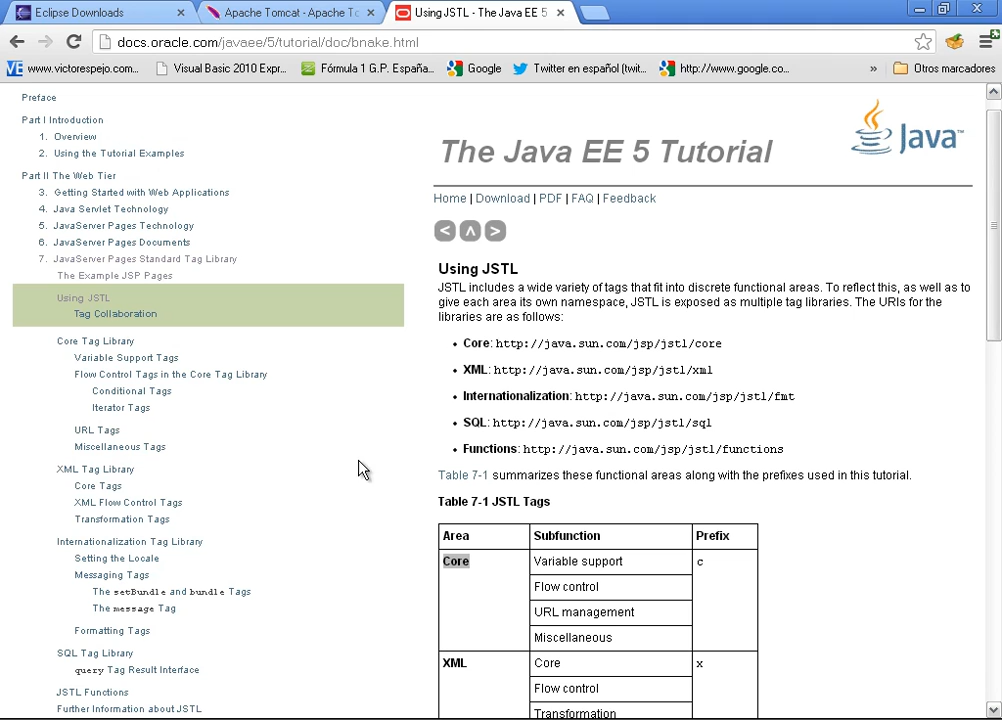 Eclipse Downloads
Apache Tomcat - Apache To
Using JSTL - The Java EE 5
docs.oracle.com/javaee/5/tutorial/doc/bnake.html
www.victorespejo.com...
Visual Basic 2010 Expr...
Fórmula 1 G.P. España...
Google
Twitter en español (twit...
http://www.google.co...
»
Otros marcadores
Preface
Part I Introduction
1. Overview
2. Using the Tutorial Examples
Part II The Web Tier
3. Getting Started with Web Applications
4. Java Servlet Technology
5. JavaServer Pages Technology
6. JavaServer Pages Documents
7. JavaServer Pages Standard Tag Library
The Example JSP Pages
Using JSTL
Tag Collaboration
Core Tag Library
Variable Support Tags
Flow Control Tags in the Core Tag Library
Conditional Tags
Iterator Tags
URL Tags
Miscellaneous Tags
XML Tag Library
Core Tags
XML Flow Control Tags
Transformation Tags
Internationalization Tag Library
Setting the Locale
Messaging Tags
The setBundle and bundle Tags
The message Tag
Formatting Tags
SQL Tag Library
query Tag Result Interface
JSTL Functions
Further Information about JSTL
The Java EE 5 Tutorial
Java™
Home | Download | PDF | FAQ | Feedback
Using JSTL
JSTL includes a wide variety of tags that fit into discrete functional areas. To reflect this, as well as to
give each area its own namespace, JSTL is exposed as multiple tag libraries. The URIs for the
libraries are as follows:
• Core: http://java.sun.com/jsp/jstl/core
• XML: http://java.sun.com/jsp/jstl/xml
• Internationalization: http://java.sun.com/jsp/jstl/fmt
• SQL: http://java.sun.com/jsp/jstl/sql
• Functions: http://java.sun.com/jsp/jstl/functions
Table 7-1 summarizes these functional areas along with the prefixes used in this tutorial.
Table 7-1 JSTL Tags
Area Subfunction Prefix
Core Variable support c
Flow control
URL management
Miscellaneous
XML Core x
Flow control
Transformation